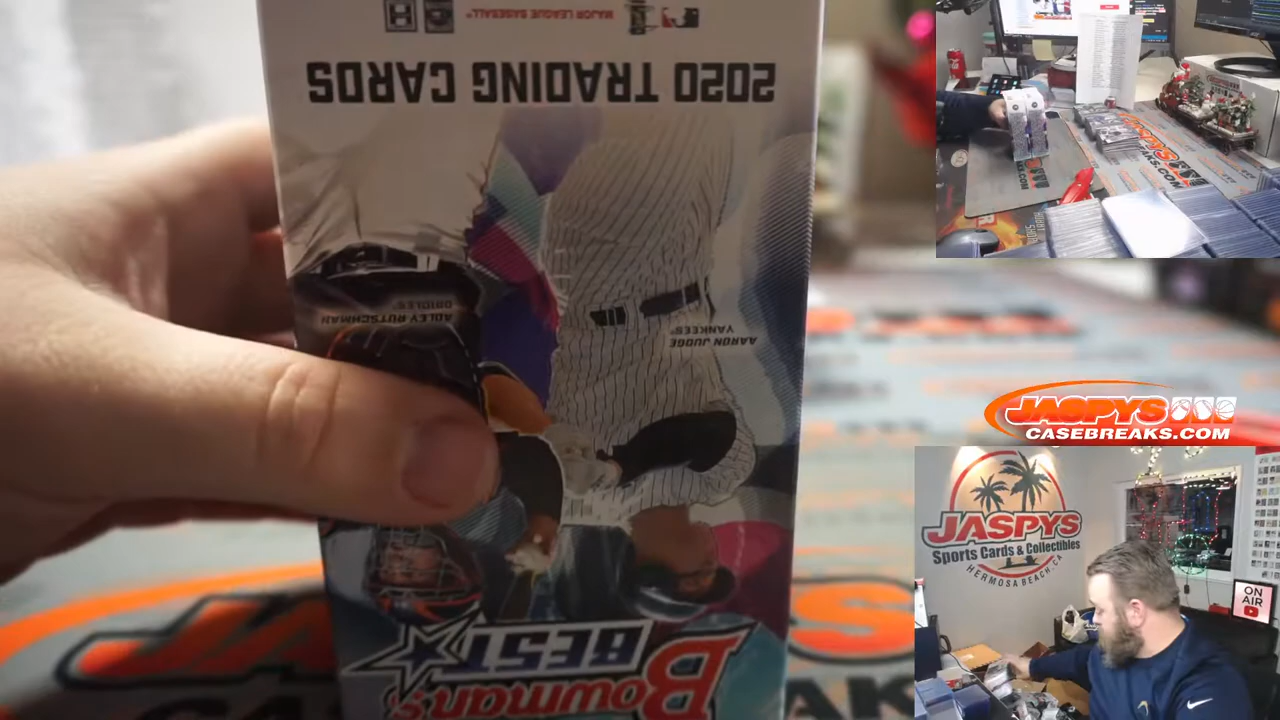 MAJOR LEAGUE BASEBALL
2020 TRADING CARDS
ADLEY RUTSCHMAN
ORIOLES
AARON JUDGE
YANKEES
BOWMAN'S
BEST
JASPYS
CASEBREAKS.COM
JASPYS
Sports Cards & Collectibles
HERMOSA BEACH, CA
ON
AIR